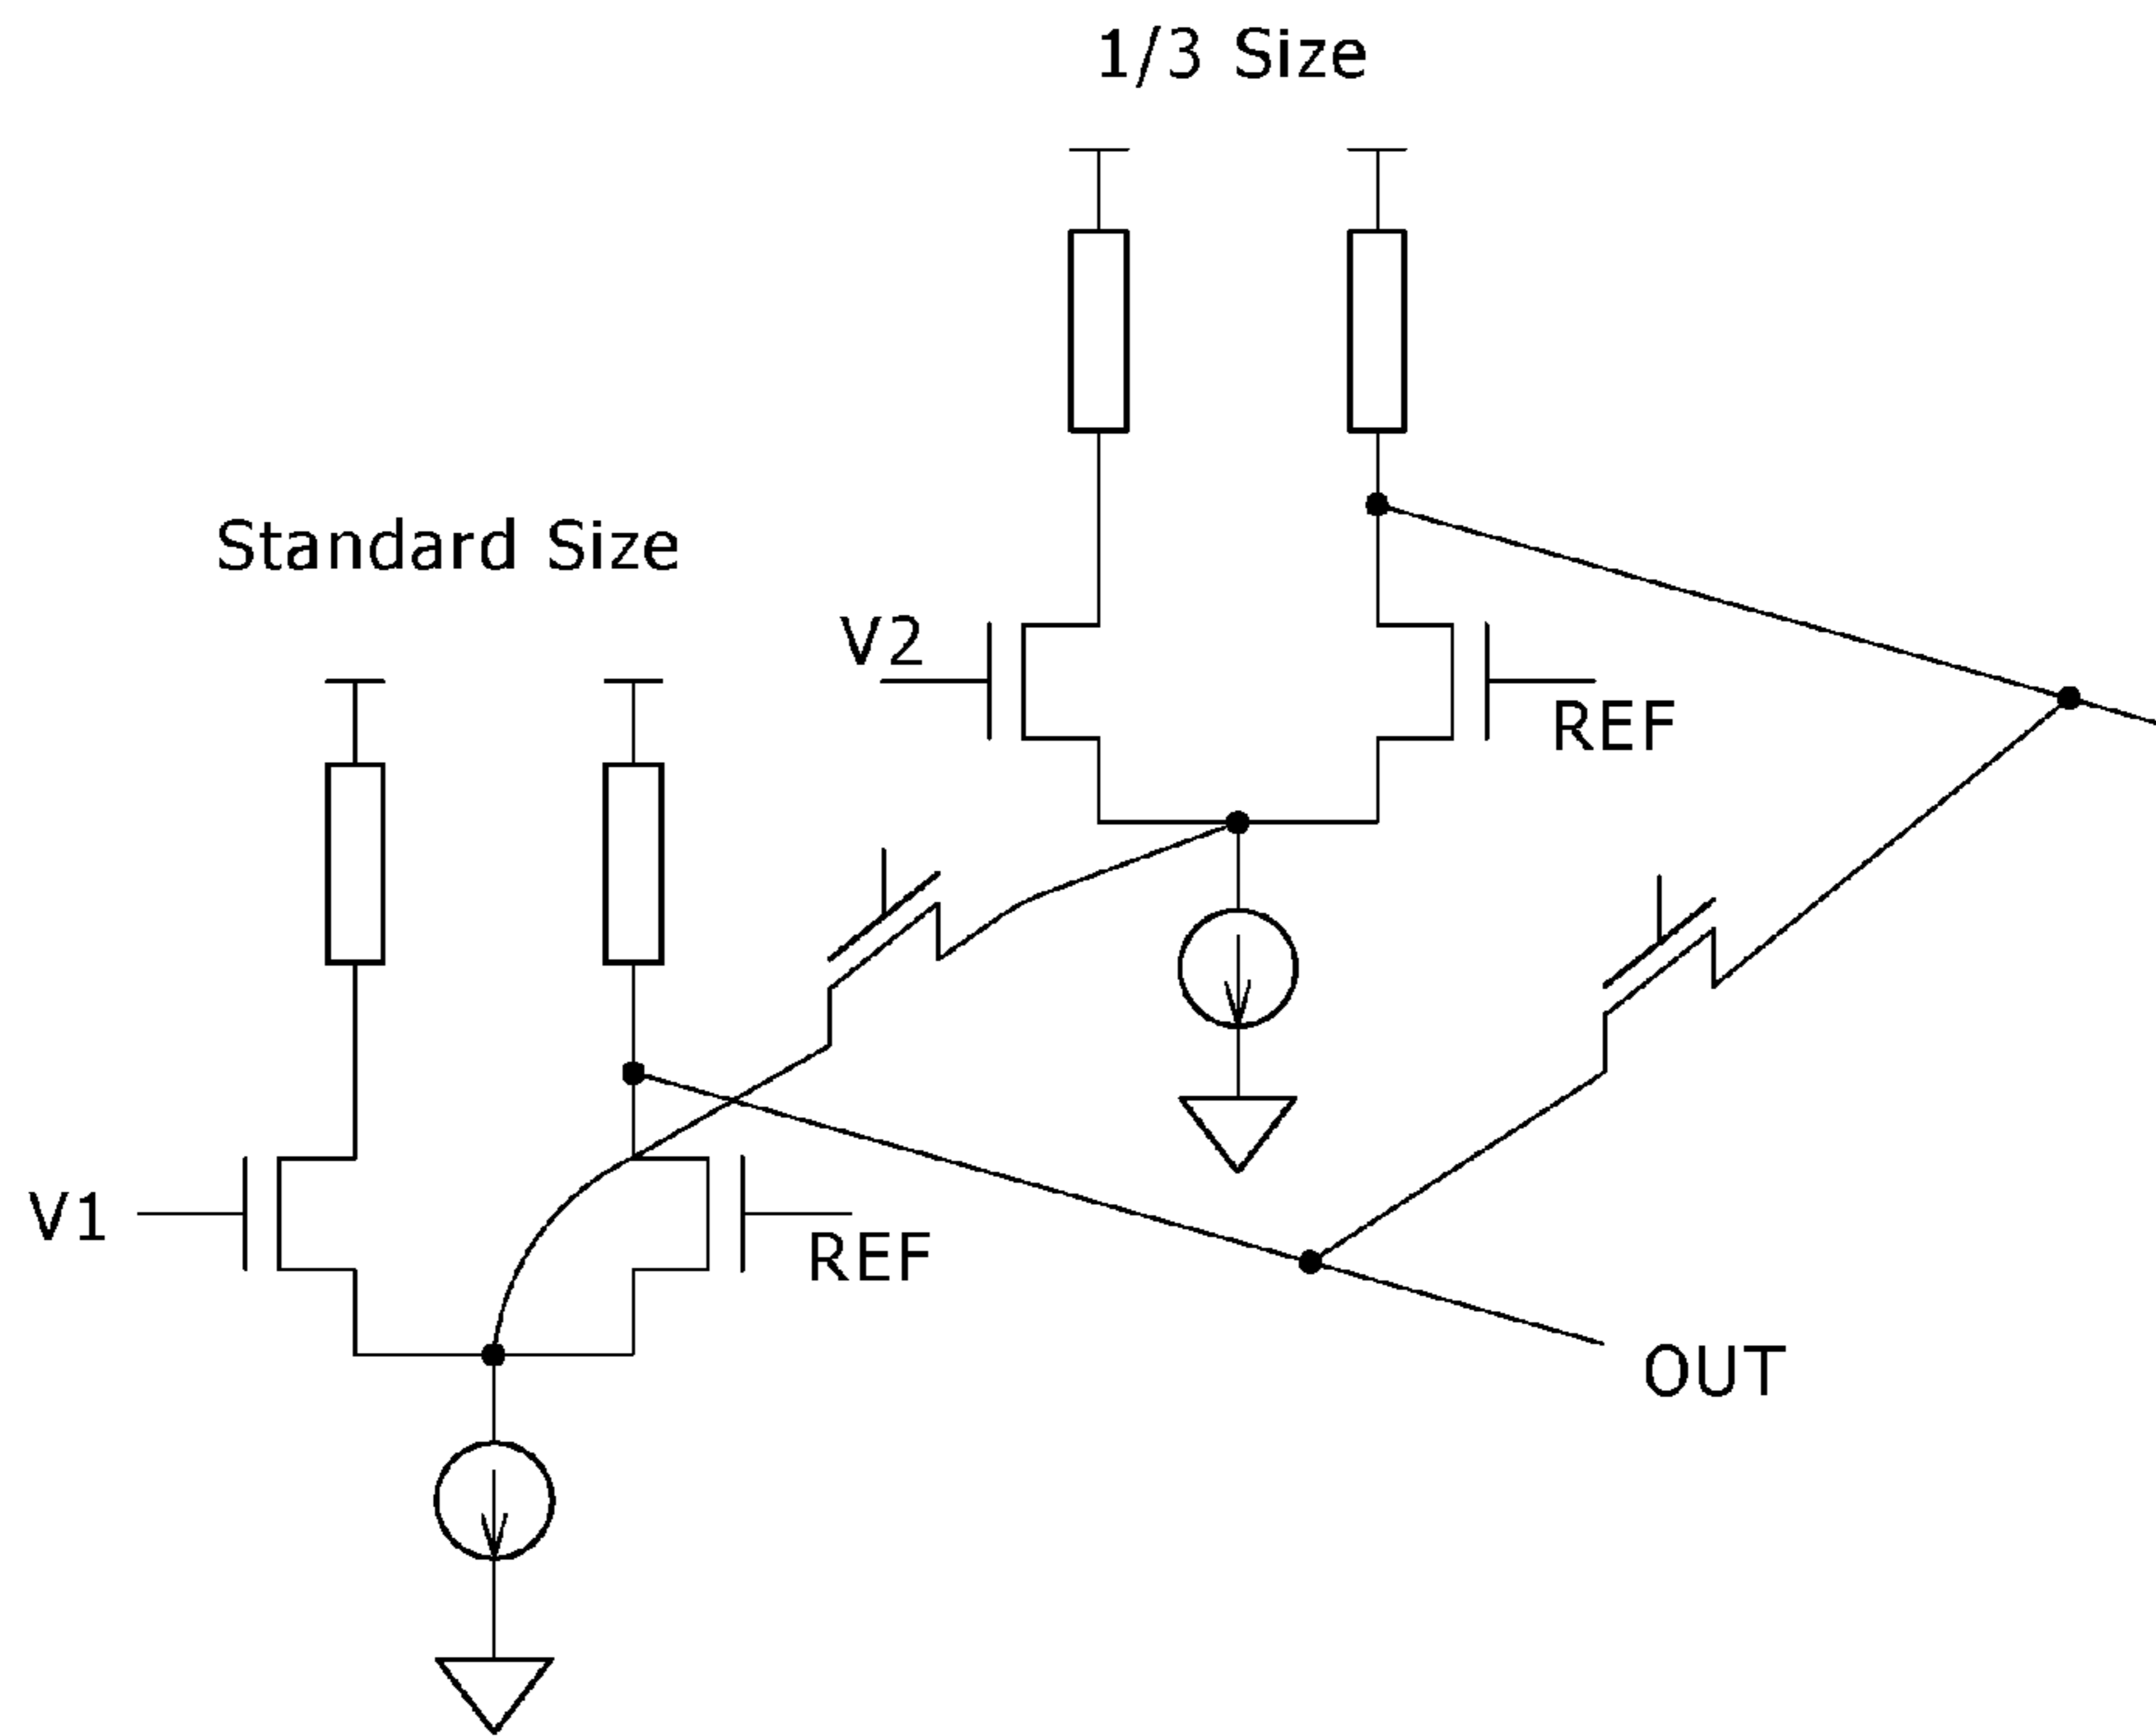 1/3 Size
Standard Size
V2
REF
V1
REF
OUT